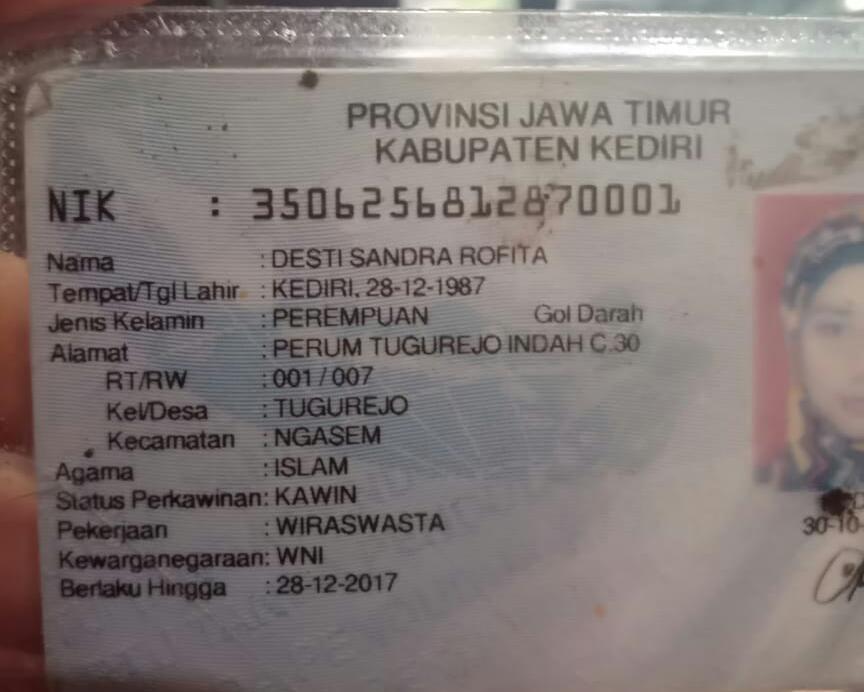 PROVINSI JAWA TIMUR
KABUPATEN KEDIRI
NIK : 3506256812870001
Nama : DESTI SANDRA ROFITA
Tempat/Tgl Lahir : KEDIRI, 28-12-1987
Jenis Kelamin : PEREMPUAN Gol Darah
Alamat : PERUM TUGUREJO INDAH C.30
RT/RW : 001/007
Kel/Desa : TUGUREJO
Kecamatan : NGASEM
Agama : ISLAM
Status Perkawinan: KAWIN
Pekerjaan : WIRASWASTA
Kewarganegaraan: WNI
Berlaku Hingga : 28-12-2017
30-10